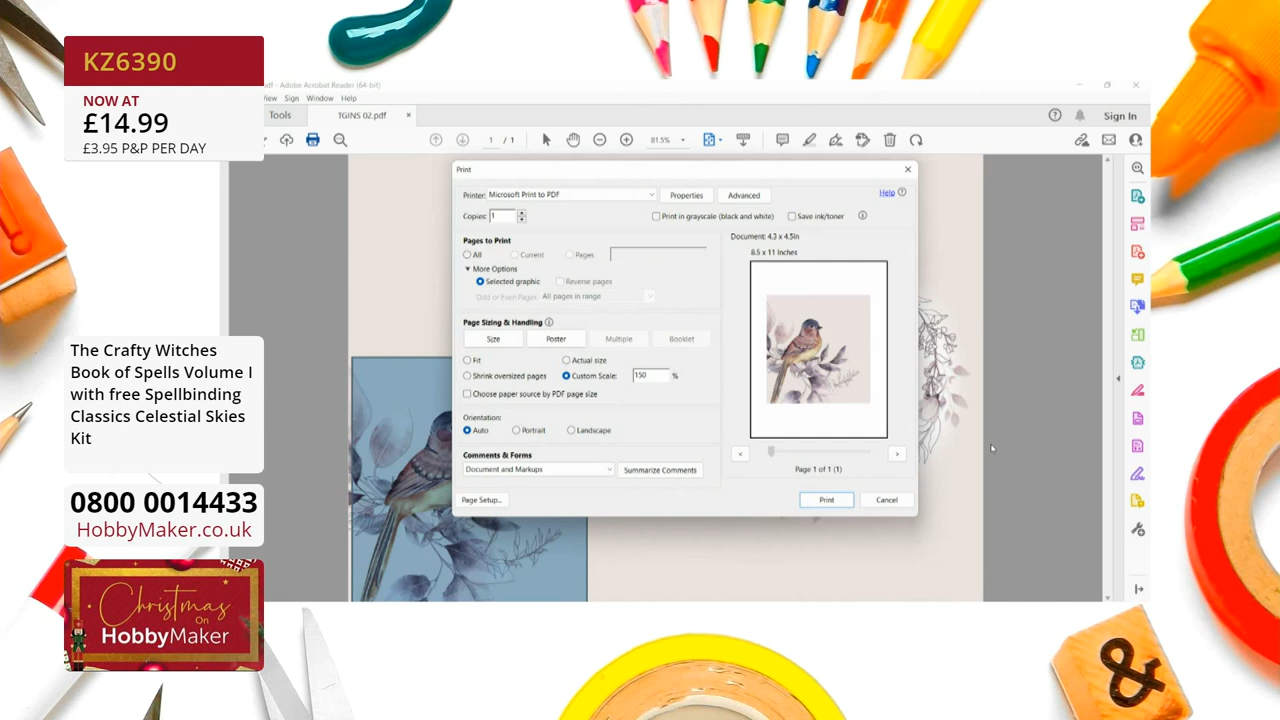 KZ6390
NOW AT
£14.99
£3.95 P&P PER DAY
The Crafty Witches
Book of Spells Volume I
with free Spellbinding
Classics Celestial Skies
Kit
0800 0014433
HobbyMaker.co.uk
Christmas
On
HobbyMaker
- Adobe Acrobat Reader (64-bit)
View Sign Window Help
Tools TGINS 02.pdf × Sign In
1 / 1 81.5%
Print
Printer: Microsoft Print to PDF Properties Advanced Help
Copies: 1 Print in grayscale (black and white) Save ink/toner
Pages to Print
All Current Pages
More Options
Selected graphic Reverse pages
Odd or Even Pages: All pages in range
Page Sizing & Handling
Size Poster Multiple Booklet
Fit Actual size
Shrink oversized pages Custom Scale: 150 %
Choose paper source by PDF page size
Orientation:
Auto Portrait Landscape
Comments & Forms
Document and Markups Summarize Comments
Document: 4.3 x 4.5in
8.5 x 11 Inches
< >
Page 1 of 1 (1)
Page Setup... Print Cancel
&